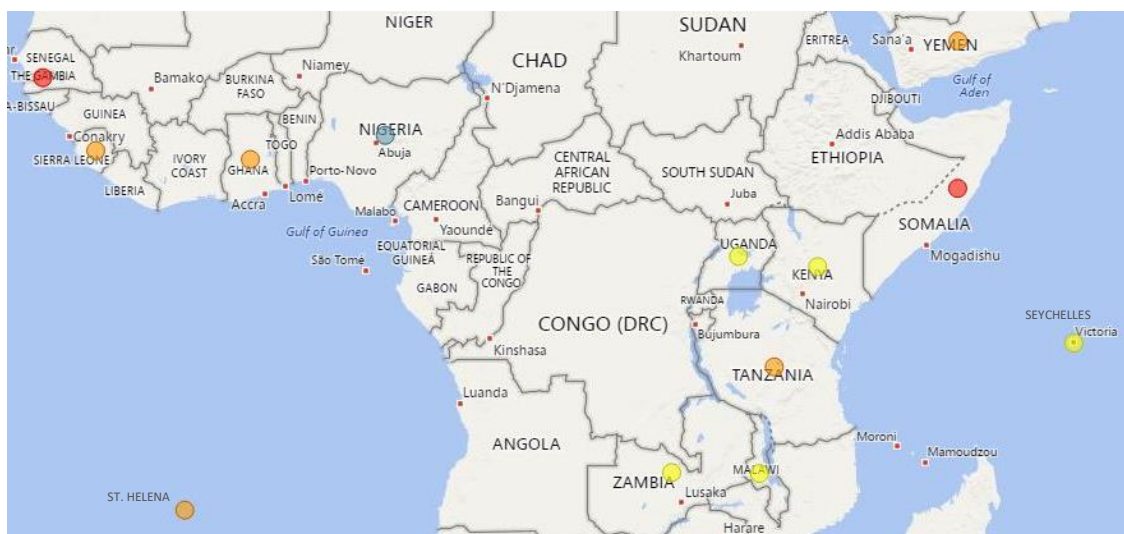 NIGER
SUDAN
ERITREA
Sana'a
YEMEN
SENEGAL
THE GAMBIA
Niamey
CHAD
Khartoum
Bamako
BURKINA
FASO
N'Djamena
Gulf of
Aden
A-BISSAU
GUINEA
DJIBOUTI
BENIN
Conakry
NIGERIA
Addis Ababa
SIERRA LEONE
IVORY
COAST
TOGO
Abuja
ETHIOPIA
GHANA
Porto-Novo
CENTRAL
AFRICAN
REPUBLIC
SOUTH SUDAN
LIBERIA
Accra
Lomé
CAMEROON
Bangui
Juba
Malabo
Yaounde
SOMALIA
Gulf of Guinea
EQUATORIAL
GUINEA
UGANDA
Mogadishu
São Tomé
REPUBLIC OF
THE
CONGO
KENYA
GABON
RWANDA
Nairobi
SEYCHELLES
CONGO (DRC)
Bujumbura
Victoria
Kinshasa
TANZANIA
Luanda
ANGOLA
Moroni
Mamoudzou
MALAWI
ZAMBIA
ST. HELENA
Lusaka
Harare